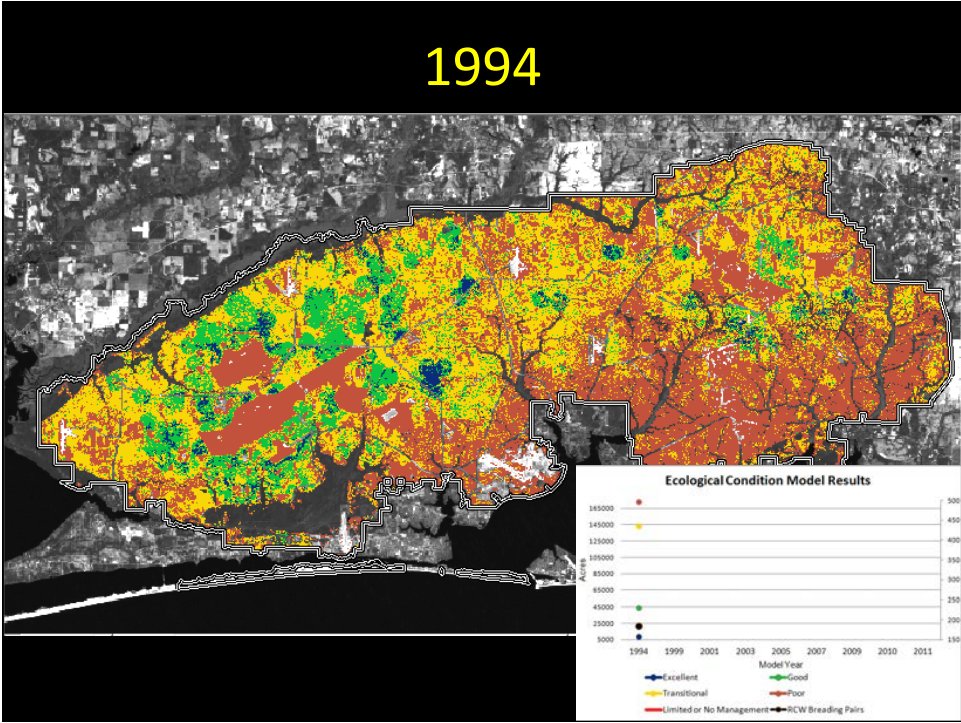 1994
Ecological Condition Model Results
165000
145000
125000
105000
85000
65000
45000
25000
5000
Acres
500
450
400
350
300
250
200
150
1994 1999 2001 2003 2005 2007 2009 2010 2011
Model Year
Excellent Good
Transitional Poor
Limited or No Management RCW Breading Pairs